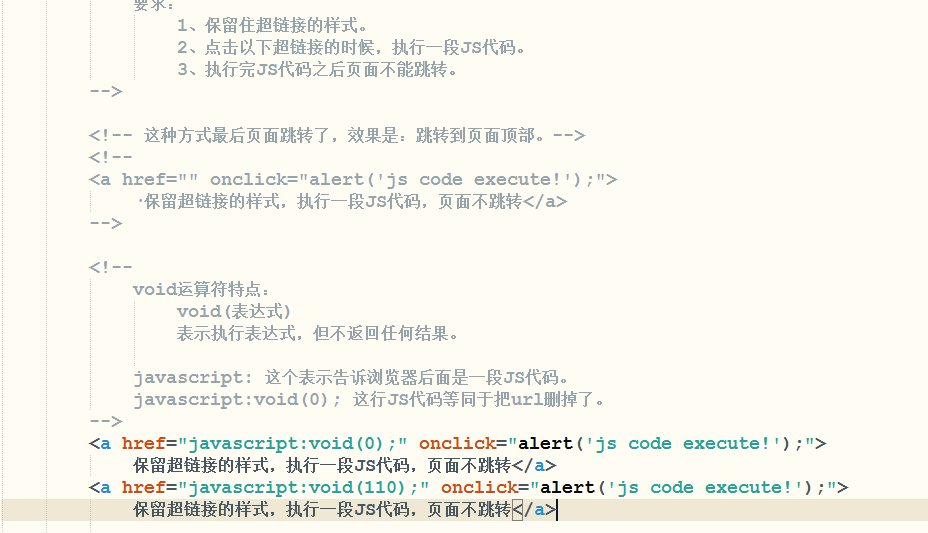 要求：
1、保留住超链接的样式。
2、点击以下超链接的时候，执行一段JS代码。
3、执行完JS代码之后页面不能跳转。
-->
<!-- 这种方式最后页面跳转了，效果是：跳转到页面顶部。-->
<!--
<a href="" onclick="alert('js code execute!');">
·保留超链接的样式，执行一段JS代码，页面不跳转</a>
-->
<!--
void运算符特点：
void(表达式)
表示执行表达式，但不返回任何结果。
javascript: 这个表示告诉浏览器后面是一段JS代码。
javascript:void(0); 这行JS代码等同于把url删掉了。
-->
<a href="javascript:void(0);" onclick="alert('js code execute!');">
保留超链接的样式，执行一段JS代码，页面不跳转</a>
<a href="javascript:void(110);" onclick="alert('js code execute!');">
保留超链接的样式，执行一段JS代码，页面不跳转</a>